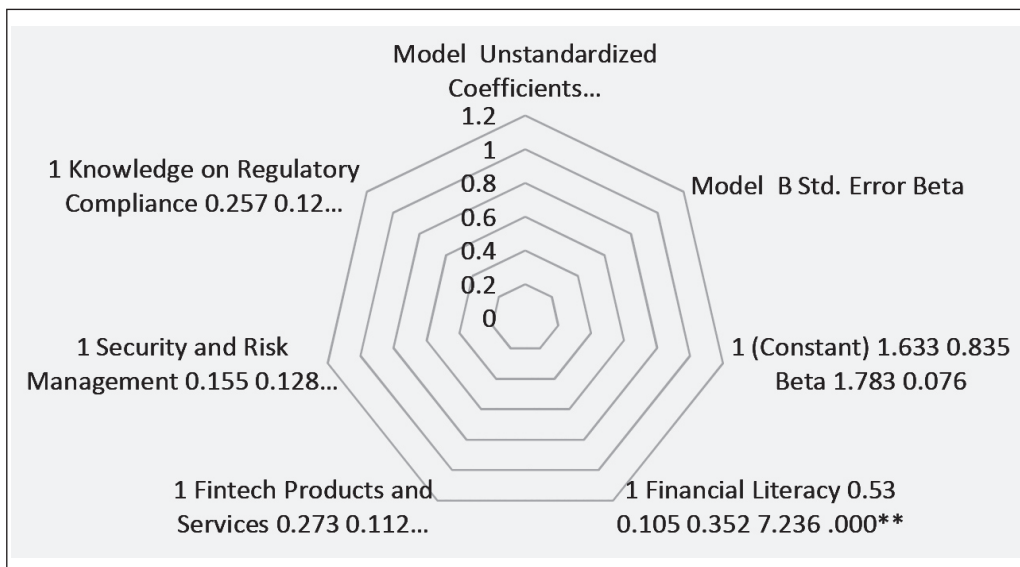 Model Unstandardized
Coefficients...
1.2
1
0.8
0.6
0.4
0.2
0
Model B Std. Error Beta
1 (Constant) 1.633 0.835
Beta 1.783 0.076
1 Financial Literacy 0.53
0.105 0.352 7.236 .000**
1 Fintech Products and
Services 0.273 0.112...
1 Security and Risk
Management 0.155 0.128...
1 Knowledge on Regulatory
Compliance 0.257 0.12...